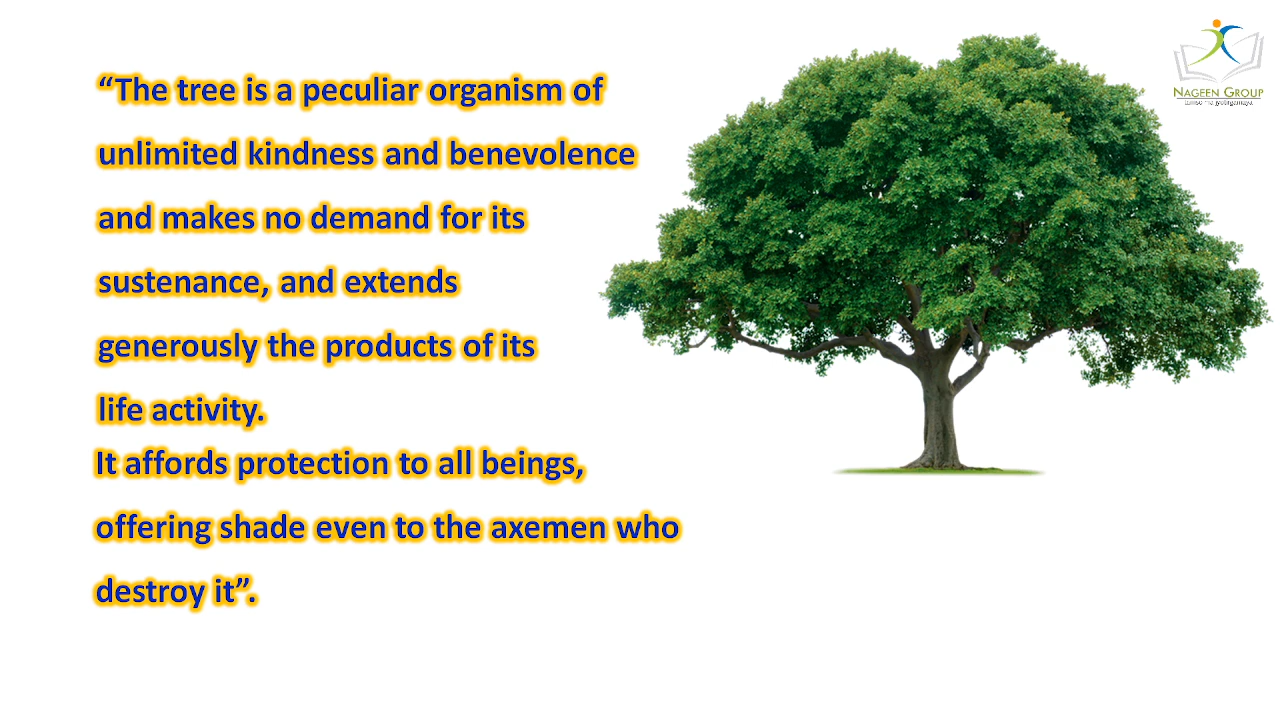 “The tree is a peculiar organism of
unlimited kindness and benevolence
and makes no demand for its
sustenance, and extends
generously the products of its
life activity.
It affords protection to all beings,
offering shade even to the axemen who
destroy it”.
NAGEEN GROUP